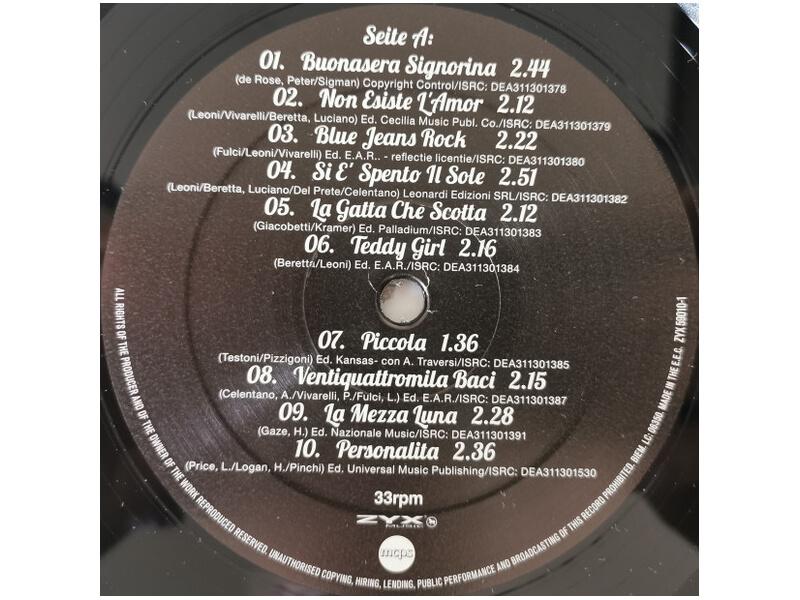 Seite A:
01. Buonasera Signorina 2.44
(de Rose, Peter/Sigman) Copyright Control/ISRC: DEA311301378
02. Non Esiste L'Amor 2.12
(Leoni/Vivarelli/Beretta, Luciano) Ed. Cecilia Music Publ. Co./ISRC: DEA311301379
03. Blue Jeans Rock 2.22
(Fulci/Leoni/Vivarelli) Ed. E.A.R.. - reflectie licentie/ISRC: DEA311301380
04. Si E' Spento Il Sole 2.51
(Leoni/Beretta, Luciano/Del Prete/Celentano) Leonardi Edizioni SRL/ISRC: DEA311301382
05. La Gatta Che Scotta 2.12
(Giacobetti/Kramer) Ed. Palladium/ISRC: DEA311301383
06. Teddy Girl 2.16
(Beretta/Leoni) Ed. E.A.R./ISRC: DEA311301384
07. Piccola 1.36
(Testoni/Pizzigoni) Ed. Kansas- con A. Traversi/ISRC: DEA311301385
08. Ventiquattromila Baci 2.15
(Celentano, A./Vivarelli, P./Fulci, L.) Ed. E.A.R./ISRC: DEA311301387
09. La Mezza Luna 2.28
(Gaze, H.) Ed. Nazionale Music/ISRC: DEA311301391
10. Personalita 2.36
(Price, L./Logan, H./Pinchi) Ed. Universal Music Publishing/ISRC: DEA311301530
33rpm
ZYX
MUSIC
mcps
ALL RIGHTS OF THE PRODUCER AND OF THE OWNER OF THE WORK REPRODUCED RESERVED. UNAUTHORISED COPYING, HIRING, LENDING, PUBLIC PERFORMANCE AND BROADCASTING OF THIS RECORD PROHIBITED. BIEM. LC: 06350. MADE IN THE E.E.C. ZYX 59010-1